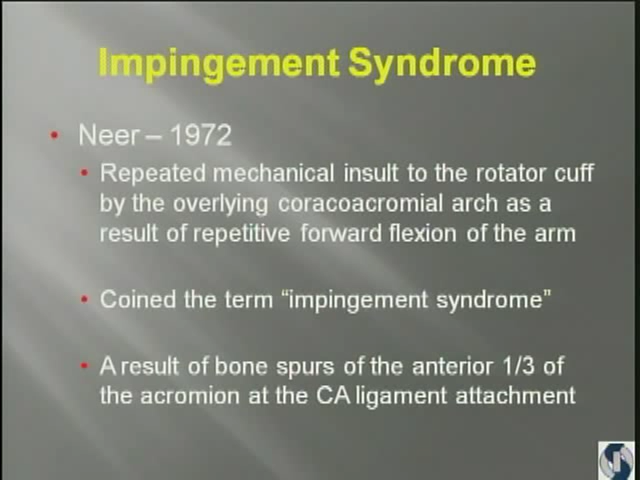 Impingement Syndrome
• Neer – 1972
• Repeated mechanical insult to the rotator cuff
by the overlying coracoacromial arch as a
result of repetitive forward flexion of the arm
• Coined the term “impingement syndrome”
• A result of bone spurs of the anterior 1/3 of
the acromion at the CA ligament attachment